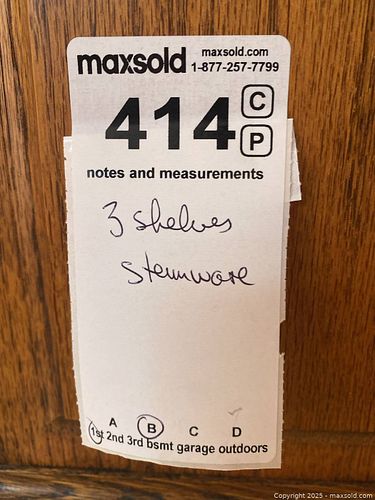 maxsold maxsold.com
1-877-257-7799
414 C
P
notes and measurements
3 shelves
stemware
A B C D
1st 2nd 3rd bsmt garage outdoors
Copyright 2025 - maxsold.com